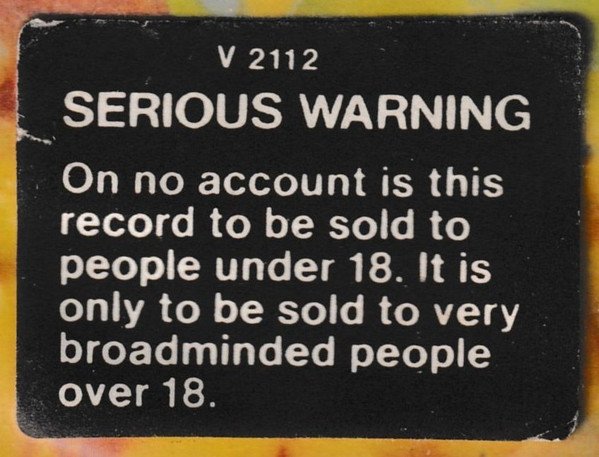 V 2112
SERIOUS WARNING
On no account is this
record to be sold to
people under 18. It is
only to be sold to very
broadminded people
over 18.